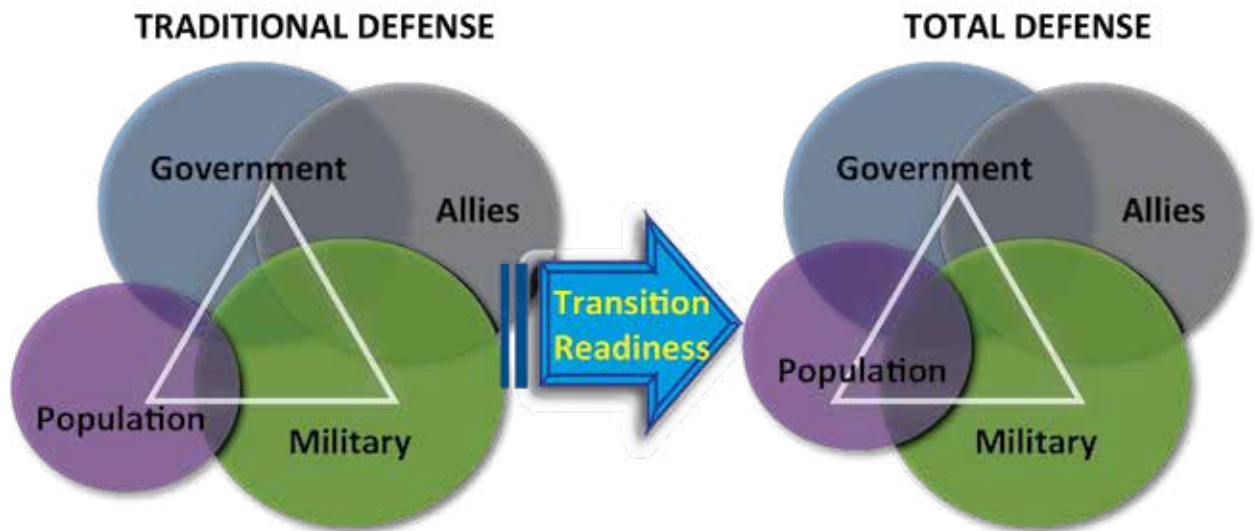 TRADITIONAL DEFENSE
Government
Allies
Population
Military
Transition
Readiness
TOTAL DEFENSE
Government
Allies
Population
Military